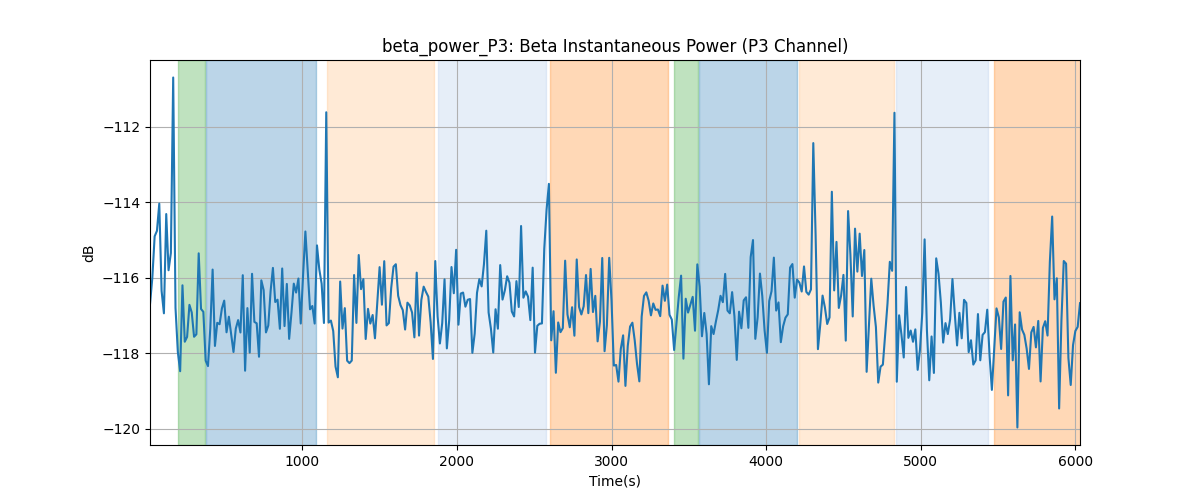 beta_power_P3: Beta Instantaneous Power (P3 Channel)
−112
−114
−116
−118
−120
dB
1000 2000 3000 4000 5000 6000
Time(s)